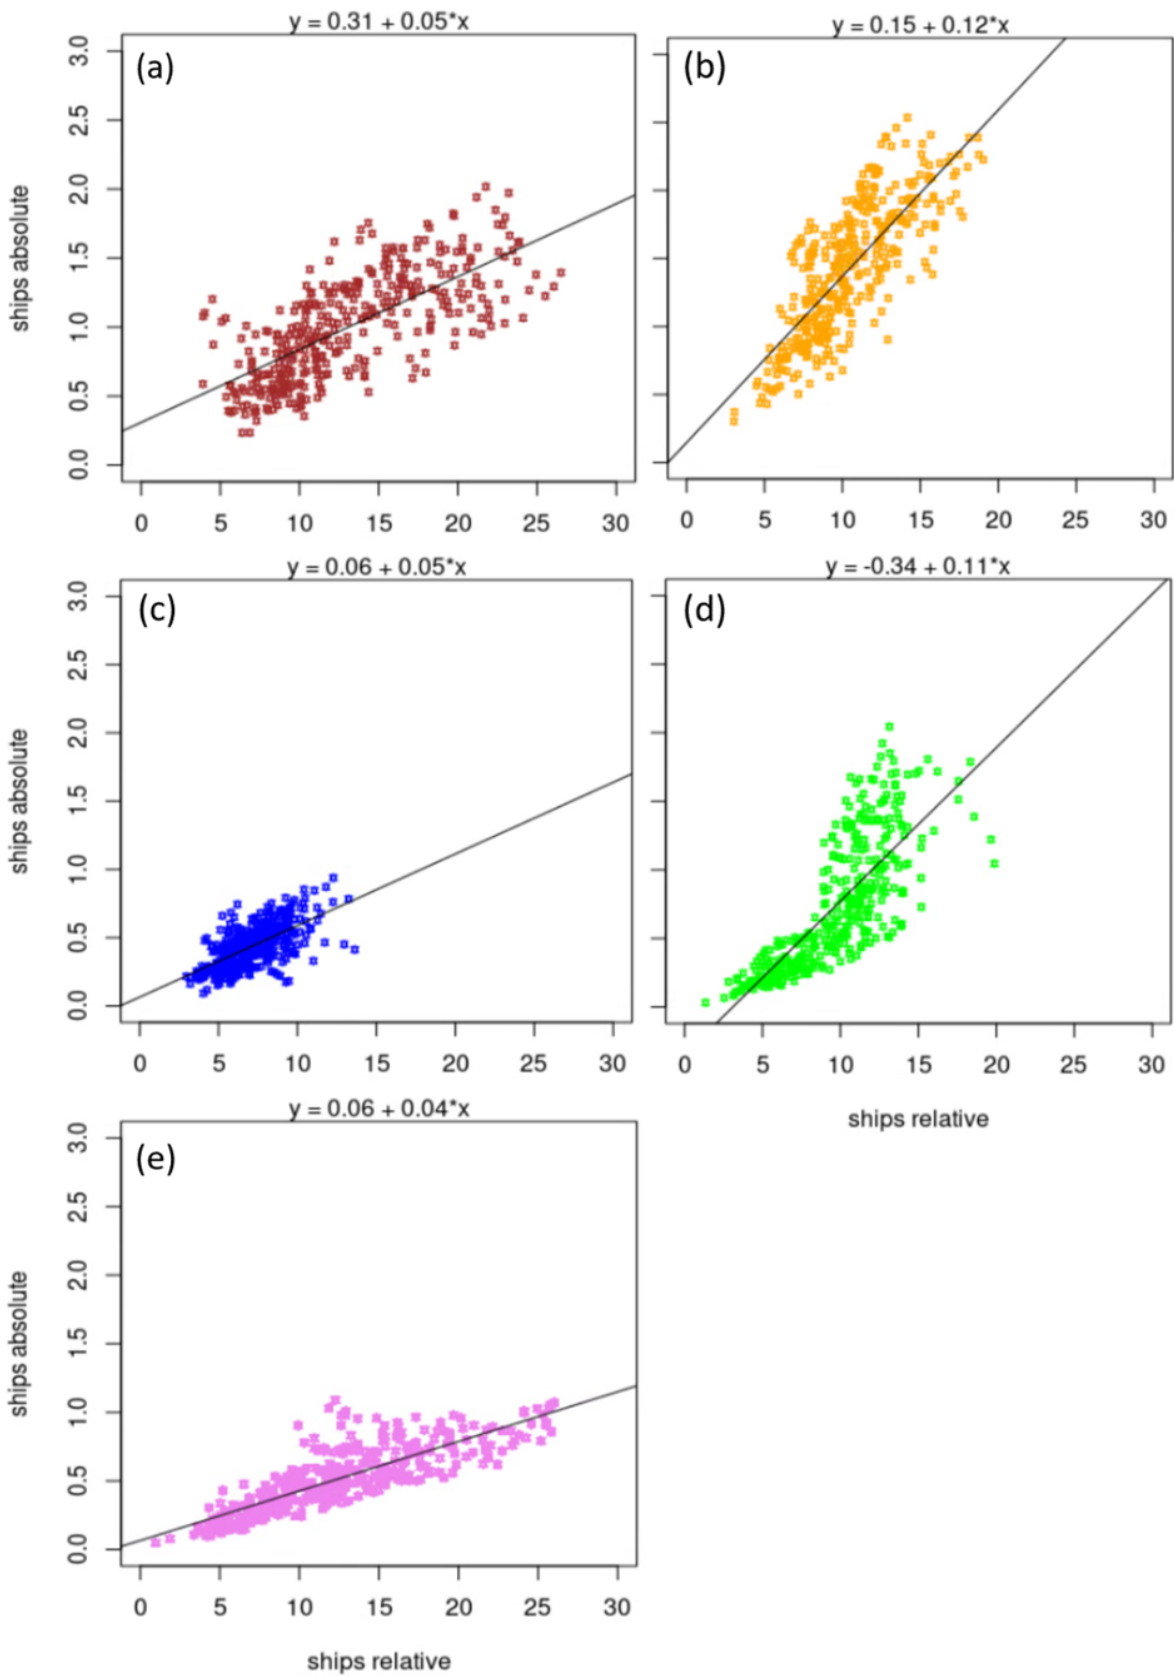 y = 0.31 + 0.05*x
(a)
ships absolute
3.0
2.5
2.0
1.5
1.0
0.5
0.0
0 5 10 15 20 25 30
y = 0.15 + 0.12*x
(b)
0 5 10 15 20 25 30
y = 0.06 + 0.05*x
(c)
ships absolute
3.0
2.5
2.0
1.5
1.0
0.5
0.0
0 5 10 15 20 25 30
y = -0.34 + 0.11*x
(d)
0 5 10 15 20 25 30
ships relative
y = 0.06 + 0.04*x
(e)
ships absolute
3.0
2.5
2.0
1.5
1.0
0.5
0.0
0 5 10 15 20 25 30
ships relative